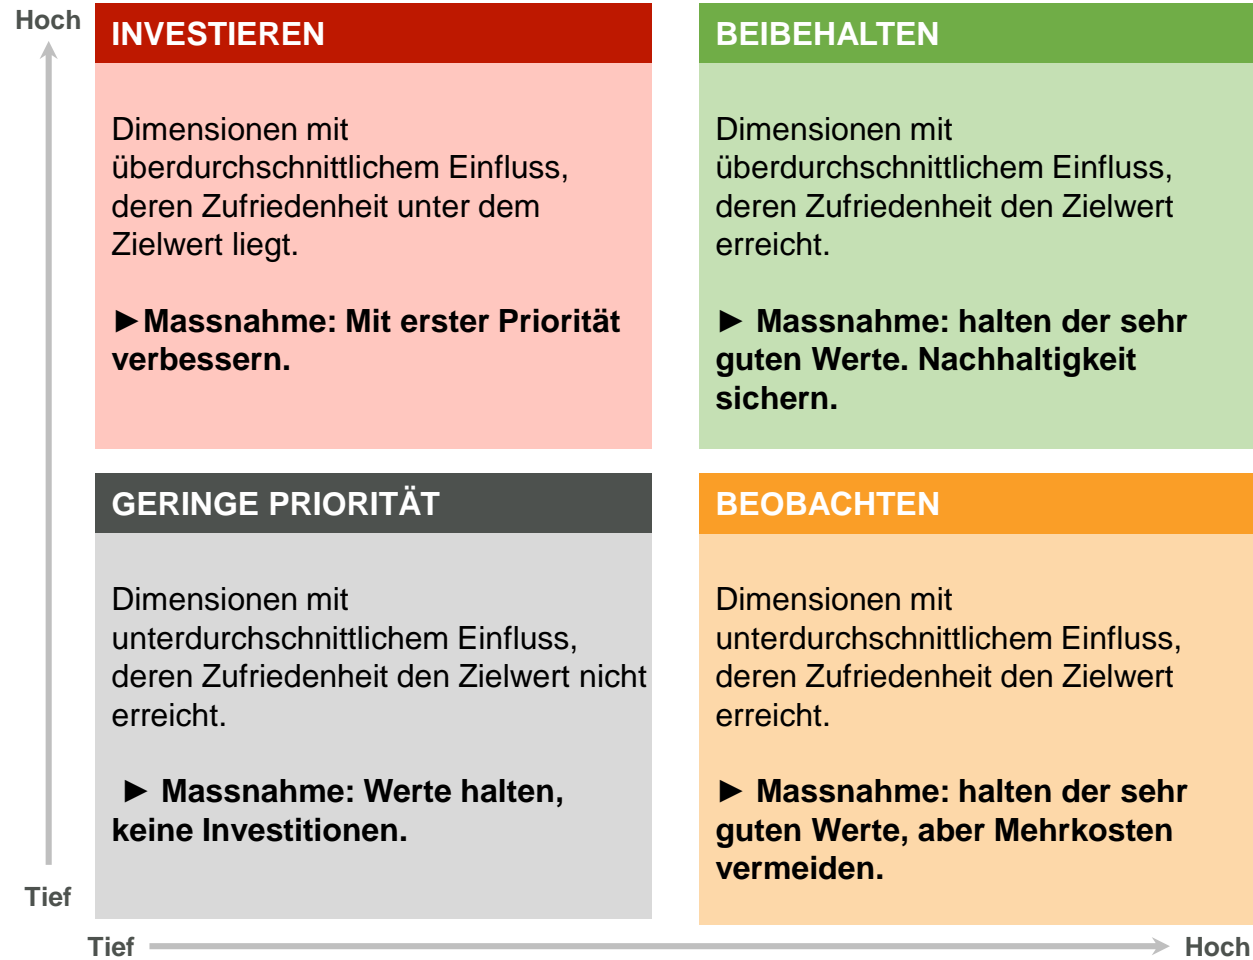 Hoch
INVESTIEREN
Dimensionen mit
überdurchschnittlichem Einfluss,
deren Zufriedenheit unter dem
Zielwert liegt.
►Massnahme: Mit erster Priorität
verbessern.
BEIBEHALTEN
Dimensionen mit
überdurchschnittlichem Einfluss,
deren Zufriedenheit den Zielwert
erreicht.
► Massnahme: halten der sehr
guten Werte. Nachhaltigkeit
sichern.
GERINGE PRIORITÄT
Dimensionen mit
unterdurchschnittlichem Einfluss,
deren Zufriedenheit den Zielwert nicht
erreicht.
► Massnahme: Werte halten,
keine Investitionen.
BEOBACHTEN
Dimensionen mit
unterdurchschnittlichem Einfluss,
deren Zufriedenheit den Zielwert
erreicht.
► Massnahme: halten der sehr
guten Werte, aber Mehrkosten
vermeiden.
Tief
Tief
Hoch